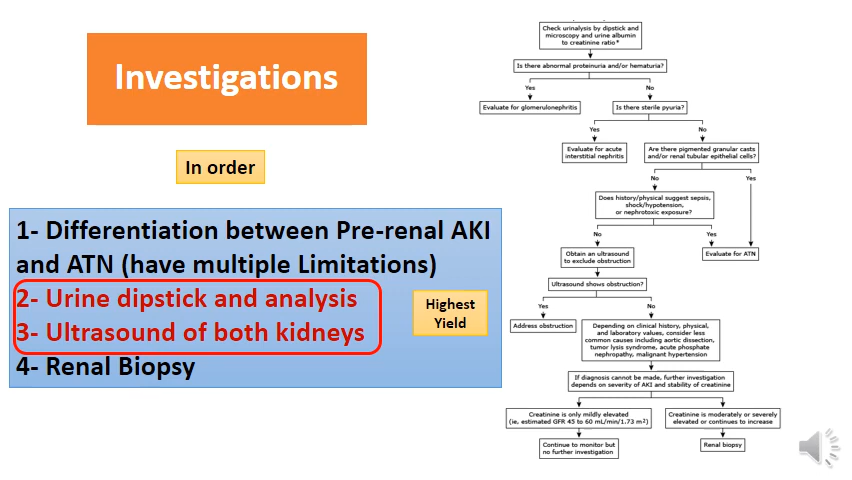 Investigations
In order
1- Differentiation between Pre-renal AKI
and ATN (have multiple Limitations)
2- Urine dipstick and analysis
3- Ultrasound of both kidneys
4- Renal Biopsy
Highest
Yield
Check urinalysis by dipstick and
microscopy and urine albumin
to creatinine ratio*
Is there abnormal proteinuria and/or hematuria?
Yes
No
Evaluate for glomerulonephritis
Is there sterile pyuria?
Yes
No
Evaluate for acute
interstitial nephritis
Are there pigmented granular casts
and/or renal tubular epithelial cells?
No
Yes
Does history/physical suggest sepsis,
shock/hypotension,
or nephrotoxic exposure?
No
Yes
Obtain an ultrasound
to exclude obstruction
Evaluate for ATN
Ultrasound shows obstruction?
Yes
No
Address obstruction
Depending on clinical history, physical,
and laboratory values, consider less
common causes including aortic dissection,
tumor lysis syndrome, acute phosphate
nephropathy, malignant hypertension
If diagnosis cannot be made, further investigation
depends on severity of AKI and stability of creatinine
Creatinine is only mildly elevated
(ie, estimated GFR 45 to 60 mL/min/1.73 m²)
Creatinine is moderately or severely
elevated or continues to increase
Continue to monitor but
no further investigation
Renal biopsy